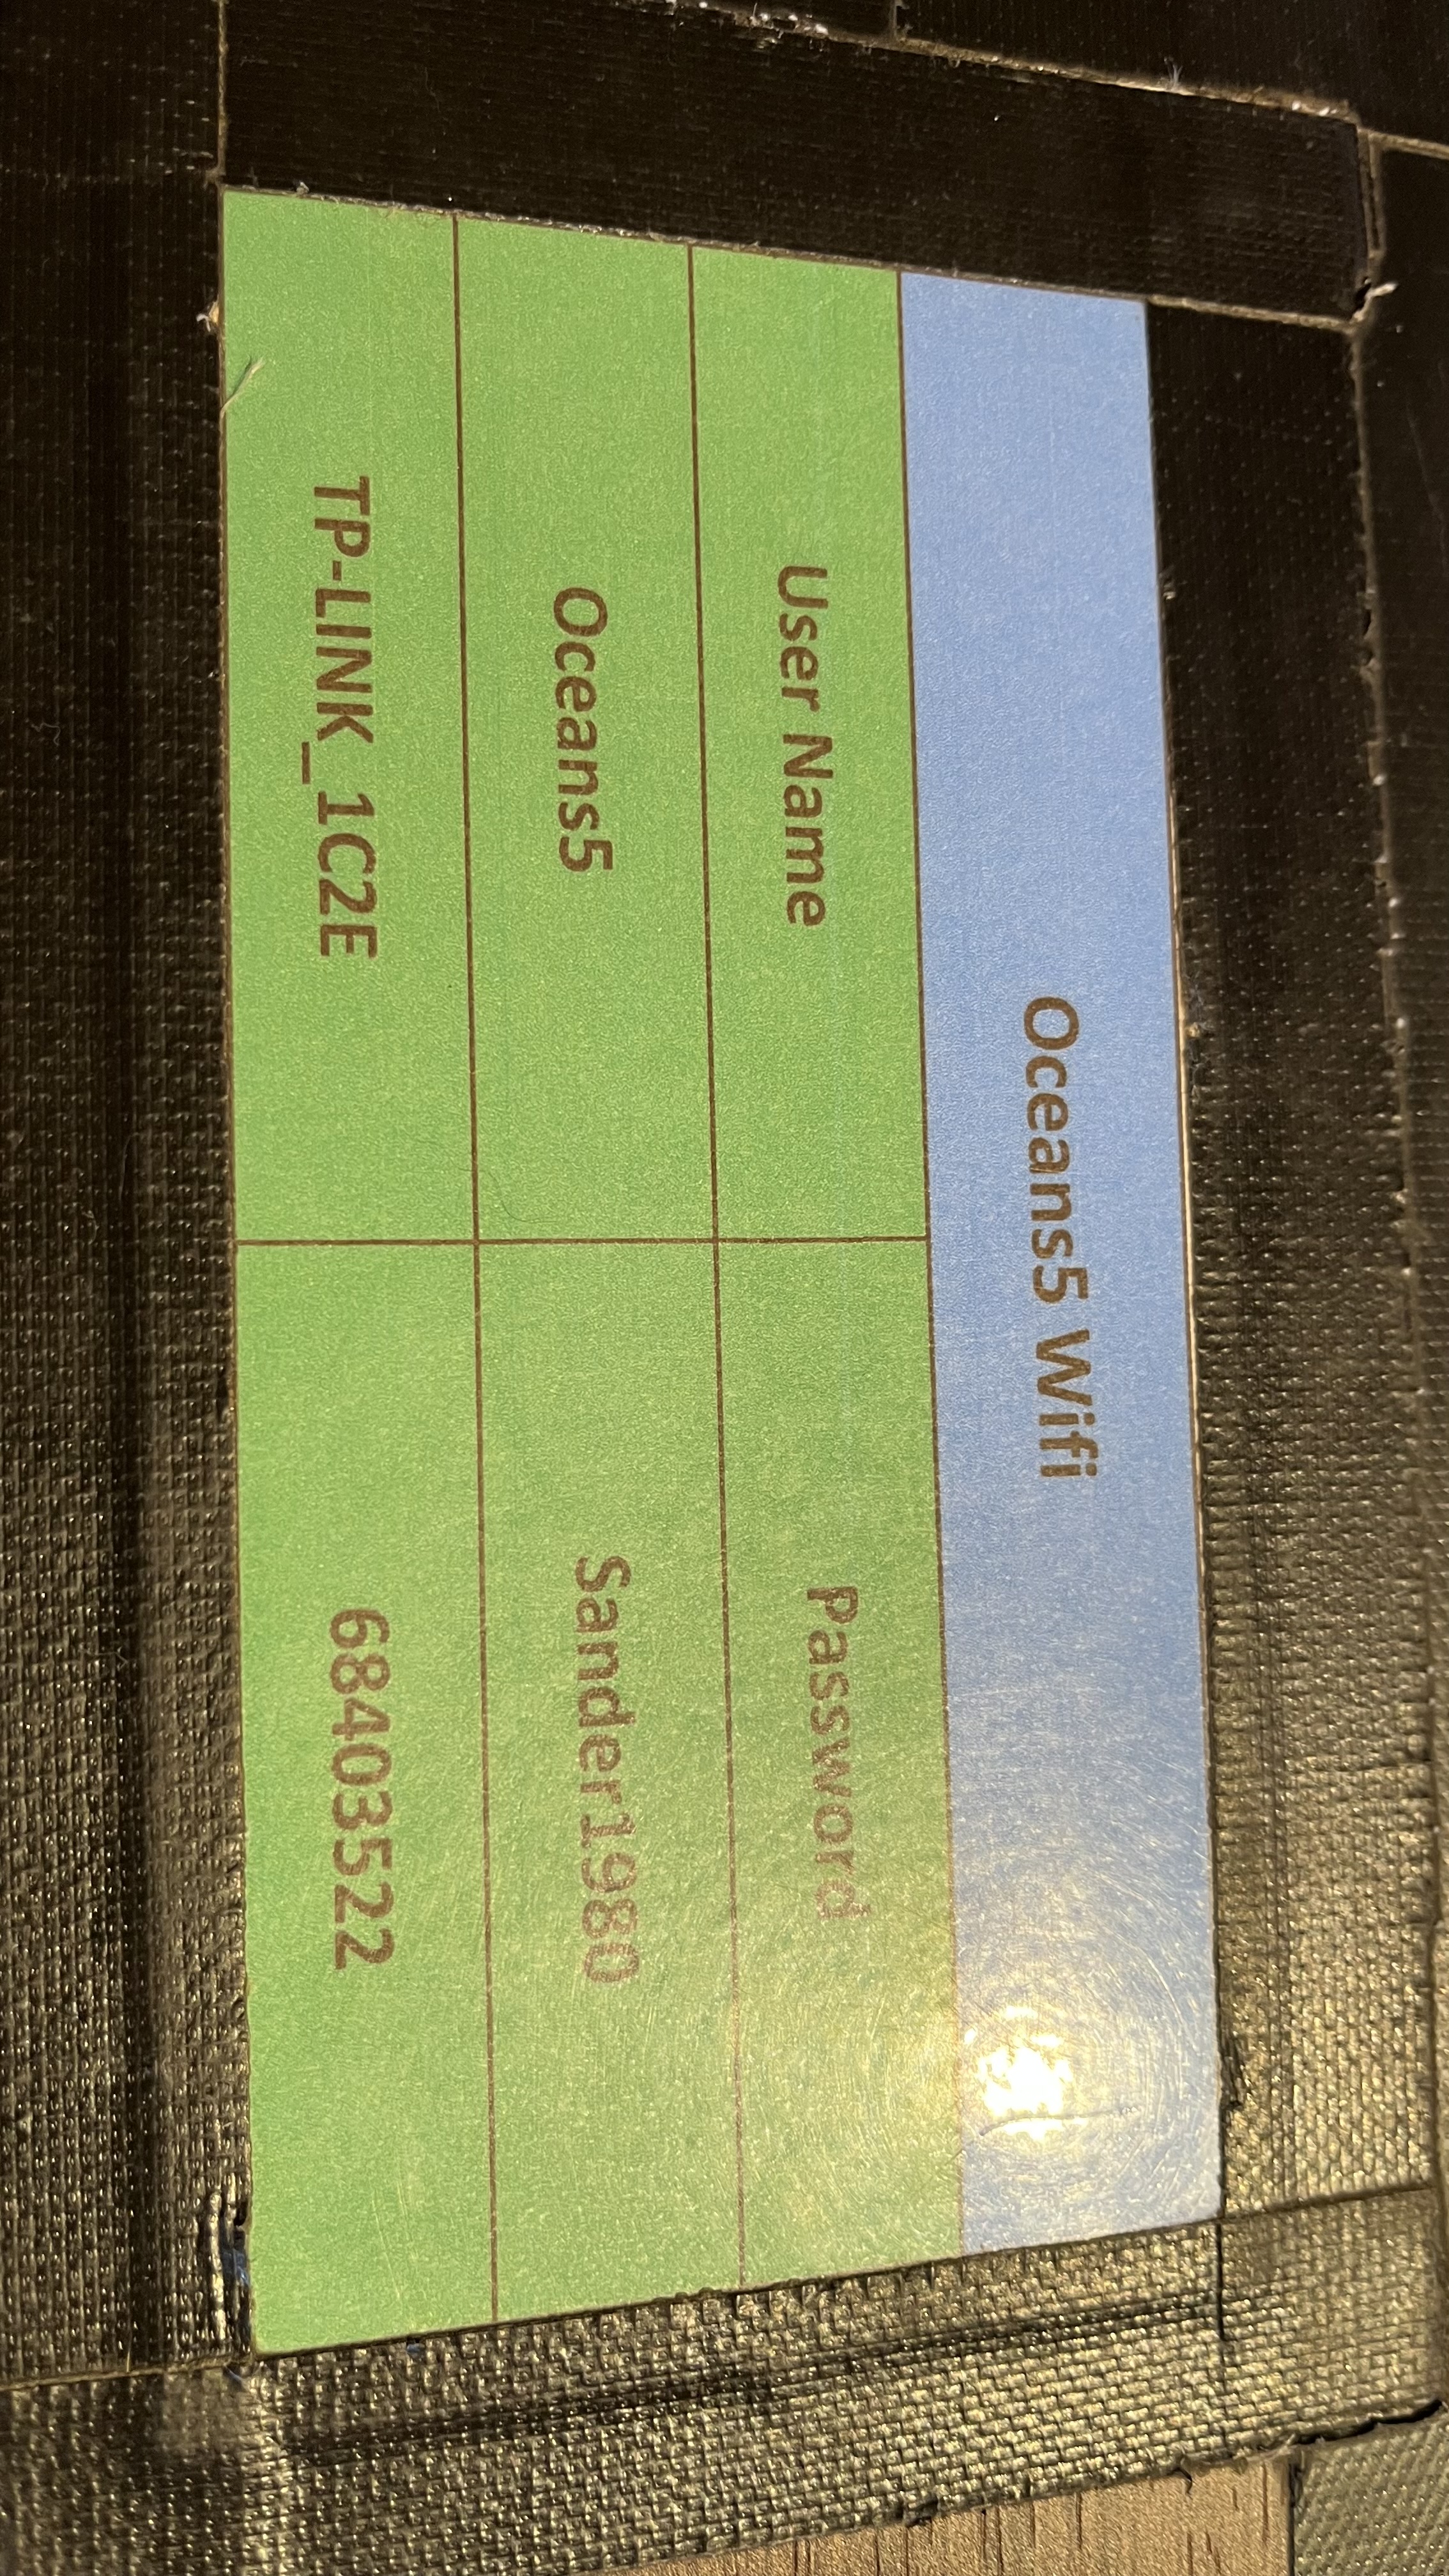 Oceans5 Wifi
User Name Password
Oceans5 Sander1980
TP-LINK_1C2E 68403522